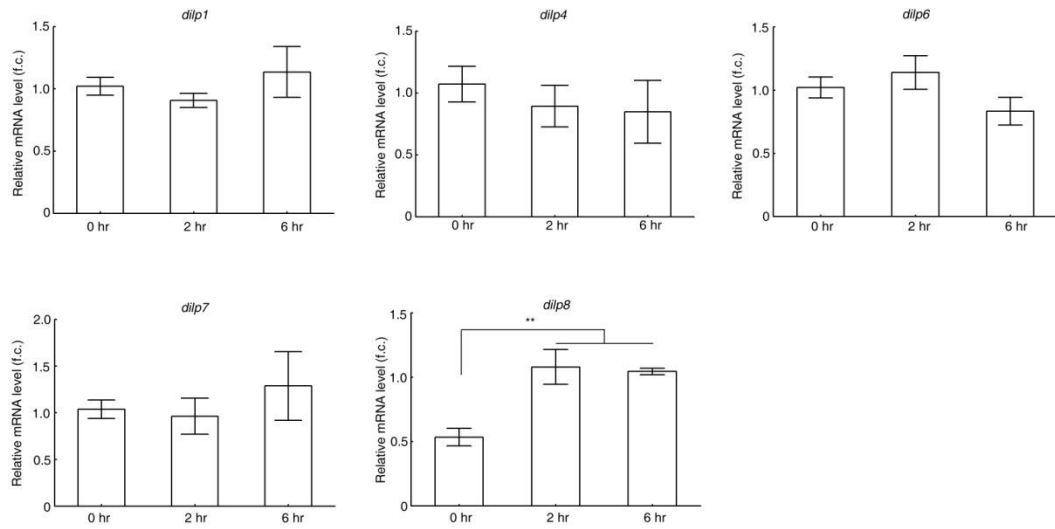 dilp1
Relative mRNA level (f.c.)
1.5
1.0
0.5
0
0 hr
2 hr
6 hr
dilp4
Relative mRNA level (f.c.)
1.5
1.0
0.5
0
0 hr
2 hr
6 hr
dilp6
Relative mRNA level (f.c.)
1.5
1.0
0.5
0
0 hr
2 hr
6 hr
dilp7
Relative mRNA level (f.c.)
2.0
1.5
1.0
0.5
0
0 hr
2 hr
6 hr
dilp8
Relative mRNA level (f.c.)
1.5
1.0
0.5
0
**
0 hr
2 hr
6 hr